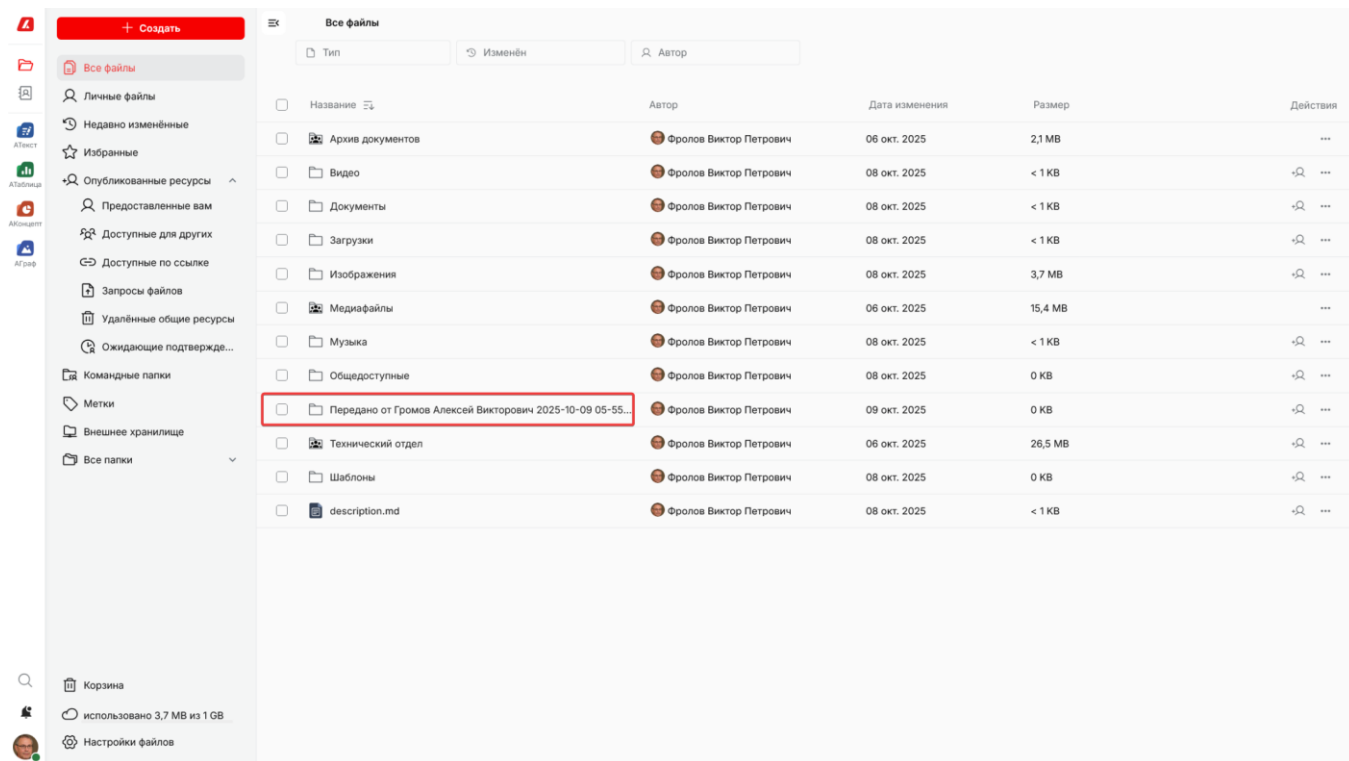 Создать
Все файлы
Тип
Изменён
Автор
Все файлы
Личные файлы
Недавно изменённые
Избранные
Опубликованные ресурсы
Предоставленные вам
Доступные для других
Доступные по ссылке
Запросы файлов
Удалённые общие ресурсы
Ожидающие подтвержде...
Командные папки
Метки
Внешнее хранилище
Все папки
АТекст
АТаблица
АКонцепт
АГраф
Название Автор Дата изменения Размер Действия
Архив документов Фролов Виктор Петрович 06 окт. 2025 2,1 MB
Видео Фролов Виктор Петрович 08 окт. 2025 < 1 KB
Документы Фролов Виктор Петрович 08 окт. 2025 < 1 KB
Загрузки Фролов Виктор Петрович 08 окт. 2025 < 1 KB
Изображения Фролов Виктор Петрович 08 окт. 2025 3,7 MB
Медиафайлы Фролов Виктор Петрович 06 окт. 2025 15,4 MB
Музыка Фролов Виктор Петрович 08 окт. 2025 < 1 KB
Общедоступные Фролов Виктор Петрович 08 окт. 2025 0 KB
Передано от Громов Алексей Викторович 2025-10-09 05-55... Фролов Виктор Петрович 09 окт. 2025 0 KB
Технический отдел Фролов Виктор Петрович 06 окт. 2025 26,5 MB
Шаблоны Фролов Виктор Петрович 08 окт. 2025 0 KB
description.md Фролов Виктор Петрович 08 окт. 2025 < 1 KB
Корзина
использовано 3,7 MB из 1 GB
Настройки файлов